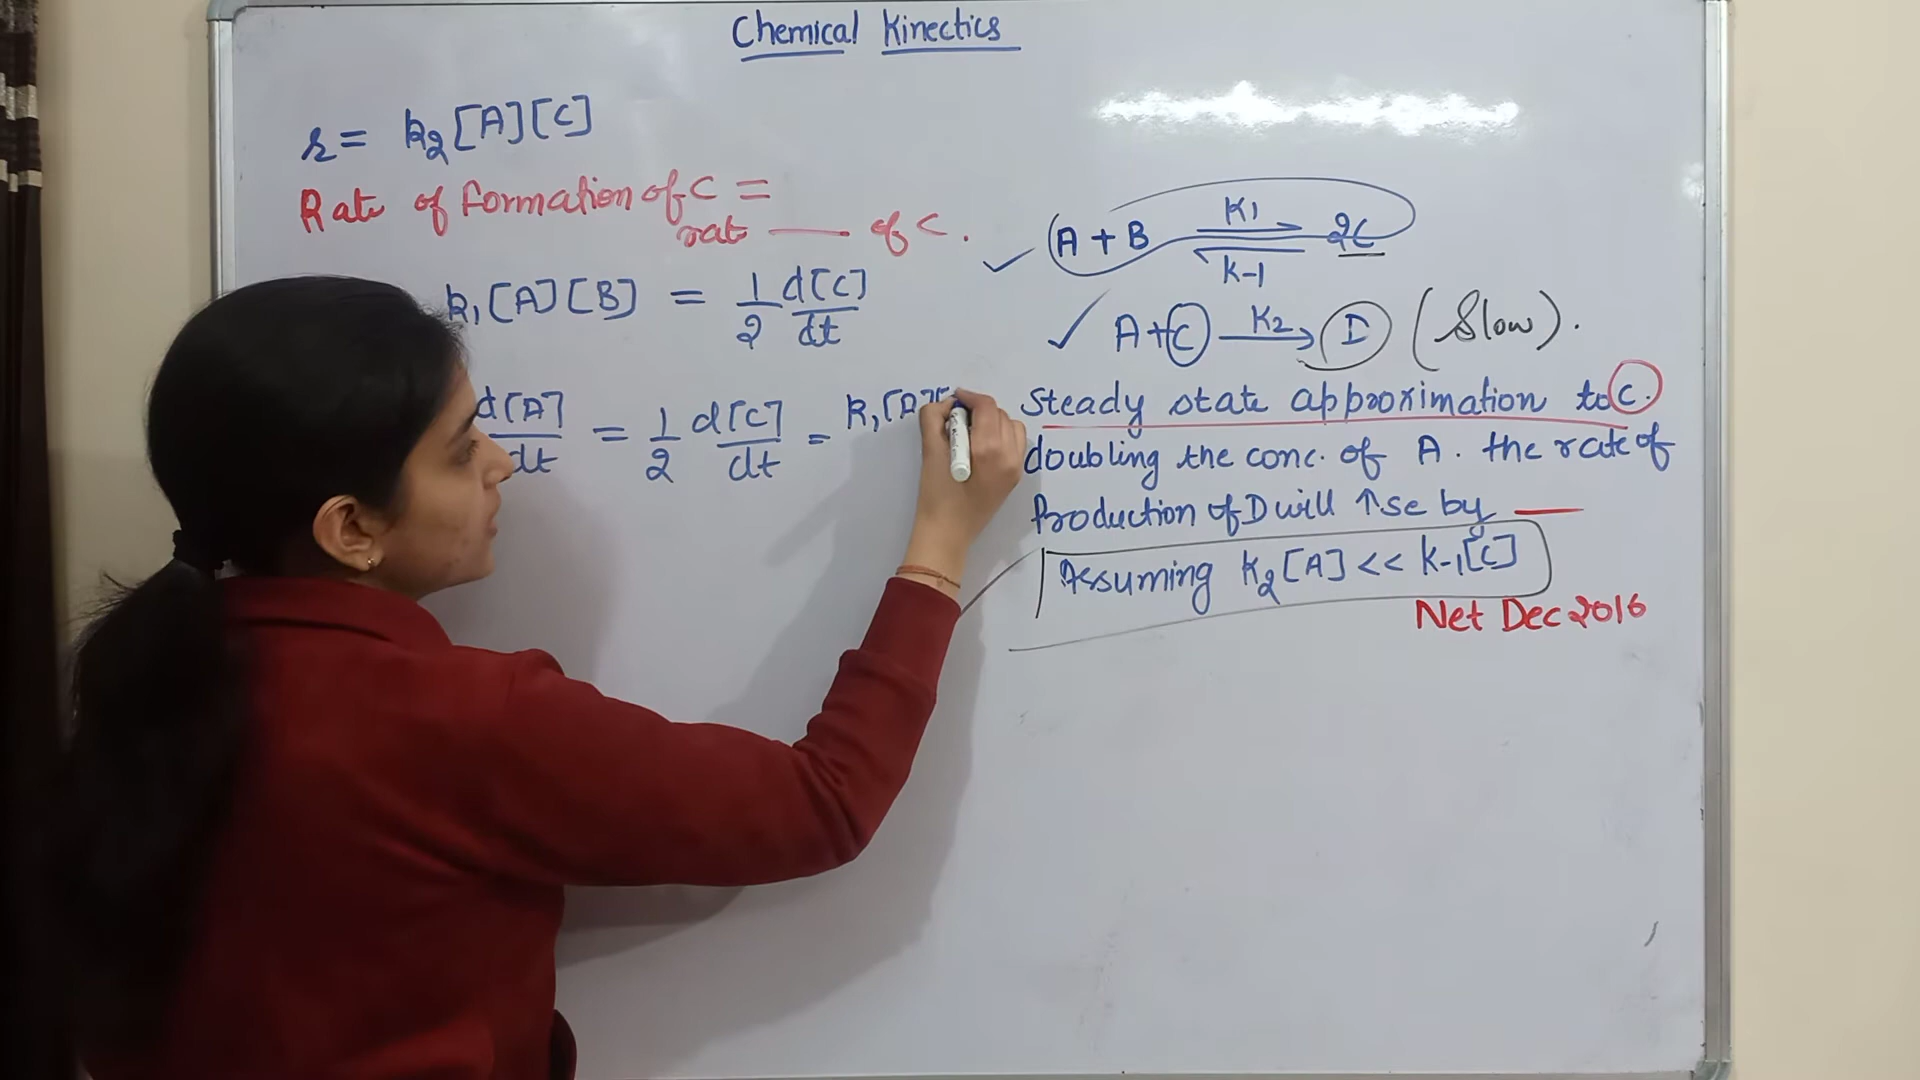 Chemical Kinectics
r = k₂[A][C]
Rate of formation of C =
rate —— of C.
k₁[A][B] = 1/2 d[C]/dt
d[A]/dt = 1/2 d[C]/dt = k₁[A][
A + B ⇌ 2C
K1
K-1
A + C → D (Slow).
K2
Steady state approximation to C.
doubling the conc. of A. the rate of
Production of D will ↑se by ——
Assuming K₂[A] << K-1[C]
Net Dec 2016